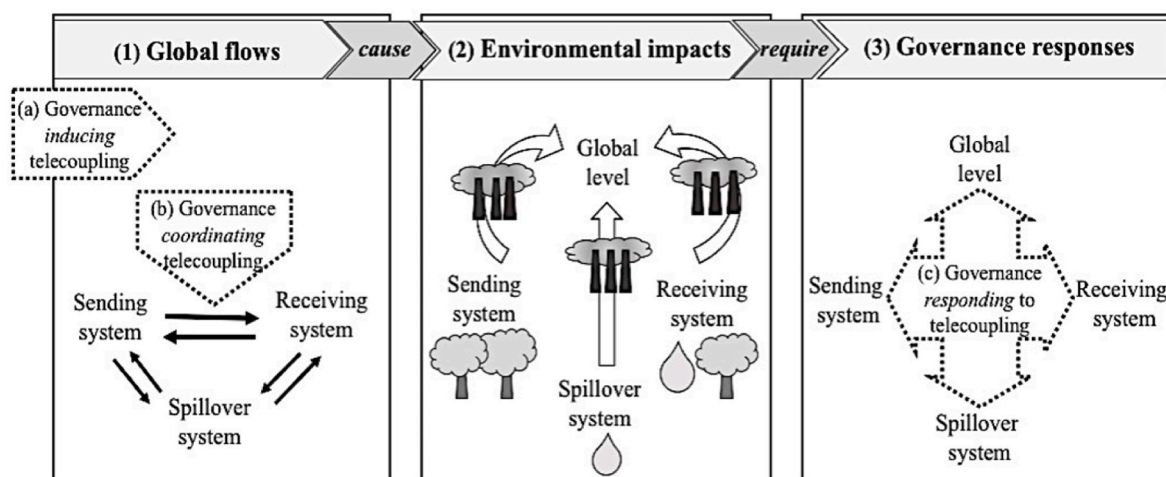 (1) Global flows
cause
(2) Environmental impacts
require
(3) Governance responses
(a) Governance
inducing
telecoupling
(b) Governance
coordinating
telecoupling
Sending
system
Receiving
system
Spillover
system
Global
level
Sending
system
Receiving
system
Spillover
system
Global
level
Sending
system
(c) Governance
responding to
telecoupling
Receiving
system
Spillover
system